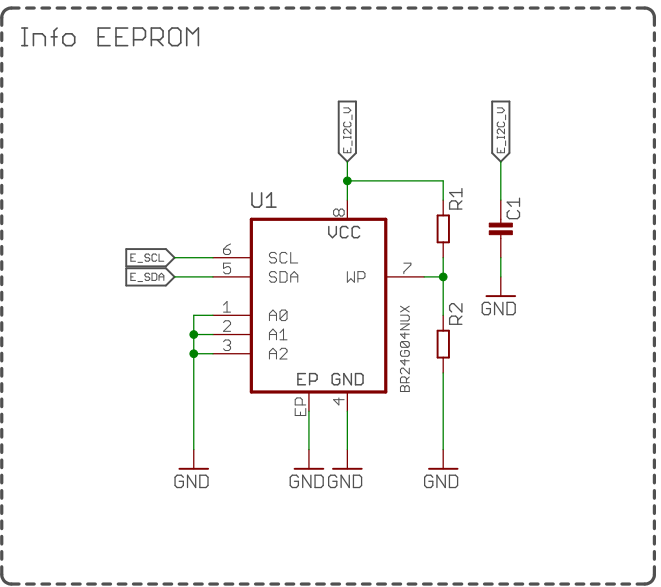 Info EEPROM
E_I2C_V
E_I2C_V
U1
8
VCC
R1
C1
E_SCL
6
SCL
E_SDA
5
SDA
WP
7
1
A0
2
A1
3
A2
GND
R2
BR24G04NUX
EP
GND
EP
4
GND
GND
GND
GND